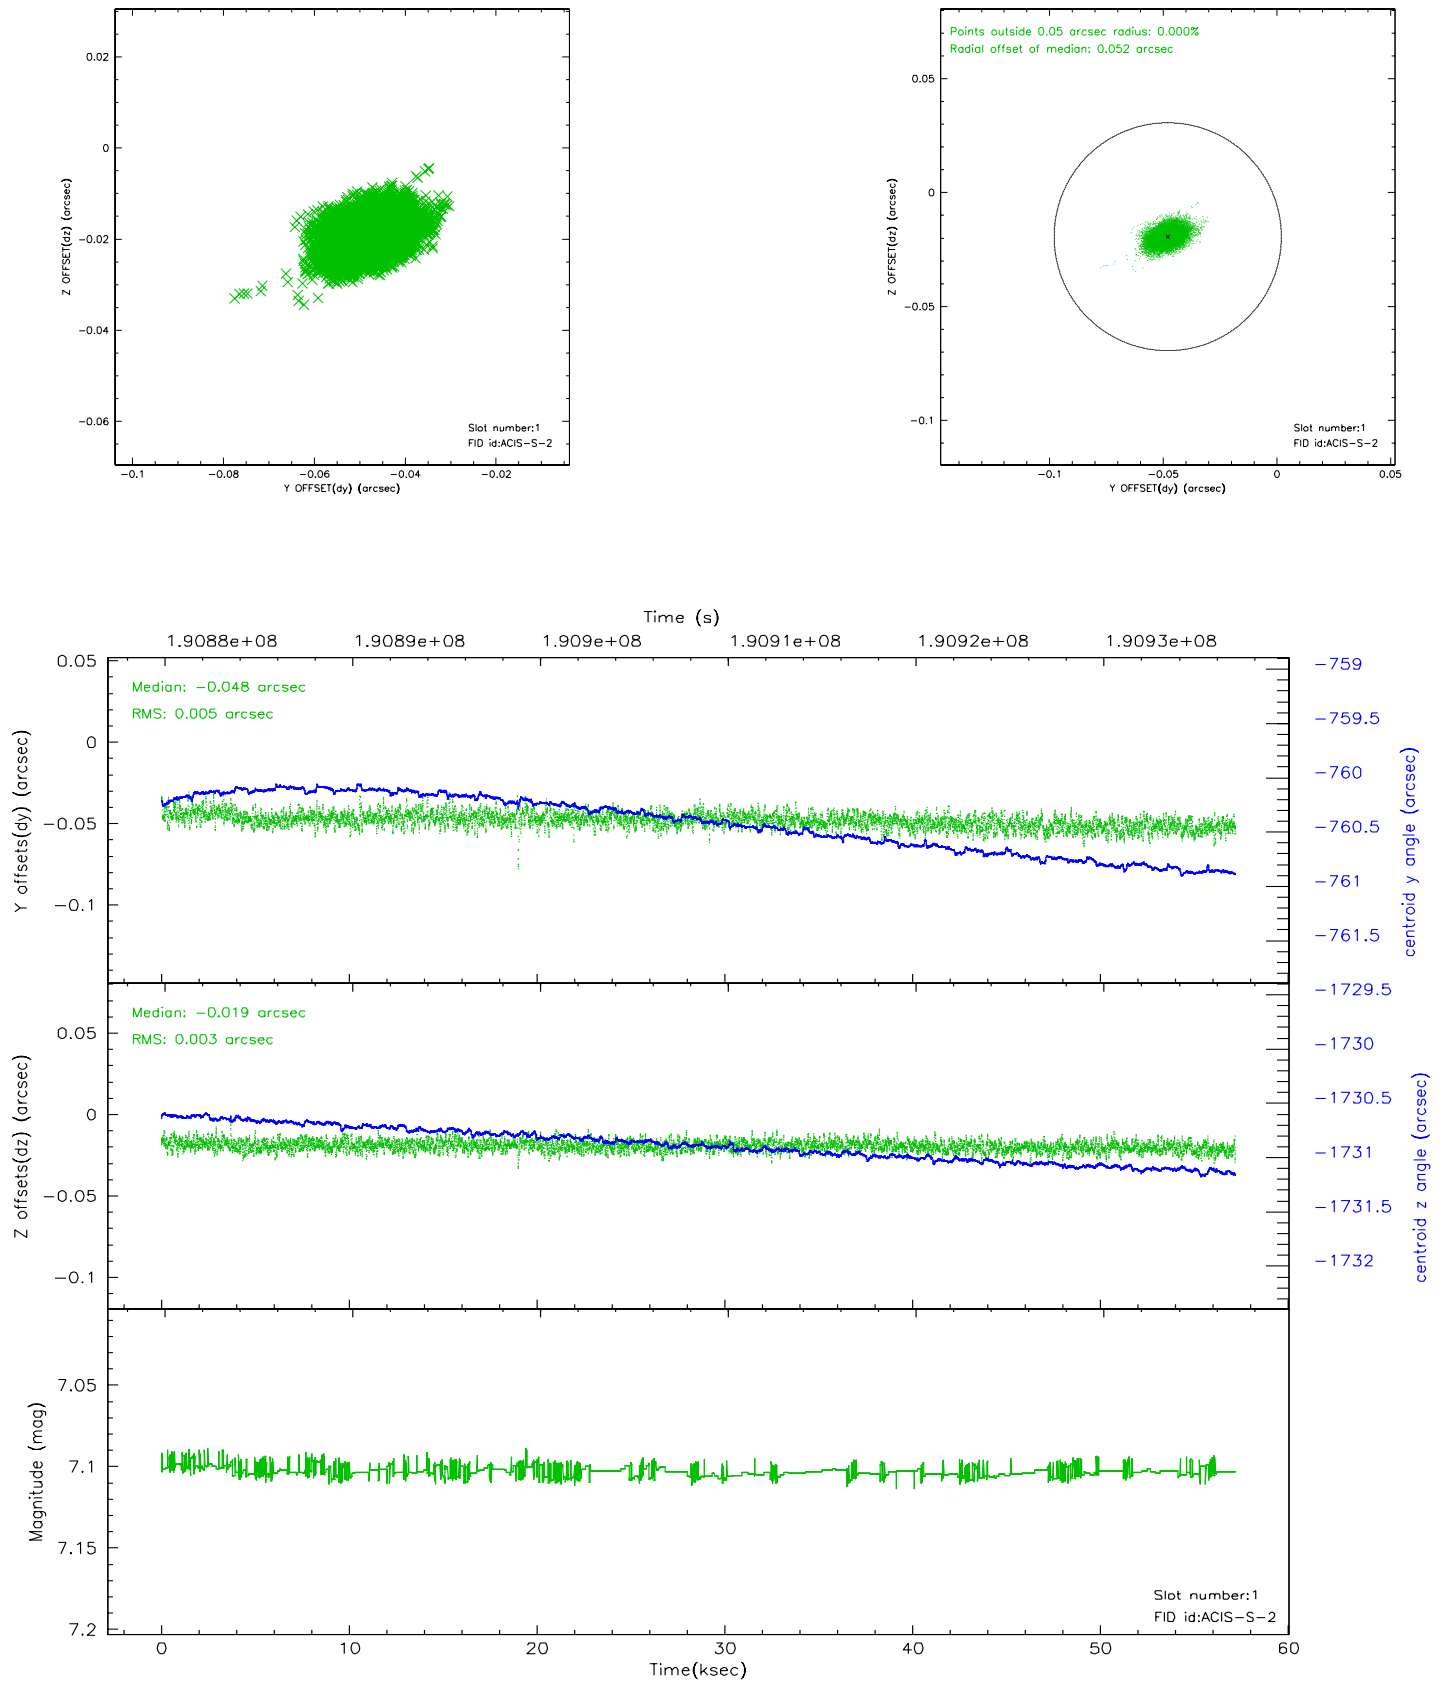 0.02
0
-0.02
-0.04
-0.06
Z OFFSET(dz) (arcsec)
Slot number:1
FID id:ACIS-S-2
-0.1
-0.08
-0.06
-0.04
-0.02
Y OFFSET(dy) (arcsec)
Points outside 0.05 arcsec radius: 0.000%
Radial offset of median: 0.052 arcsec
0.05
0
-0.05
-0.1
Z OFFSET(dz) (arcsec)
Slot number:1
FID id:ACIS-S-2
-0.1
-0.05
0
0.05
Y OFFSET(dy) (arcsec)
Time (s)
1.9088e+08
1.9089e+08
1.909e+08
1.9091e+08
1.9092e+08
1.9093e+08
Median: -0.048 arcsec
RMS: 0.005 arcsec
0.05
0
-0.05
-0.1
Y offsets(dy) (arcsec)
-759
-759.5
-760
-760.5
-761
-761.5
centroid y angle (arcsec)
Median: -0.019 arcsec
RMS: 0.003 arcsec
0.05
0
-0.05
-0.1
Z offsets(dz) (arcsec)
-1729.5
-1730
-1730.5
-1731
-1731.5
-1732
centroid z angle (arcsec)
7.05
7.1
7.15
7.2
Magnitude (mag)
Slot number:1
FID id:ACIS-S-2
0
10
20
30
40
50
60
Time(ksec)